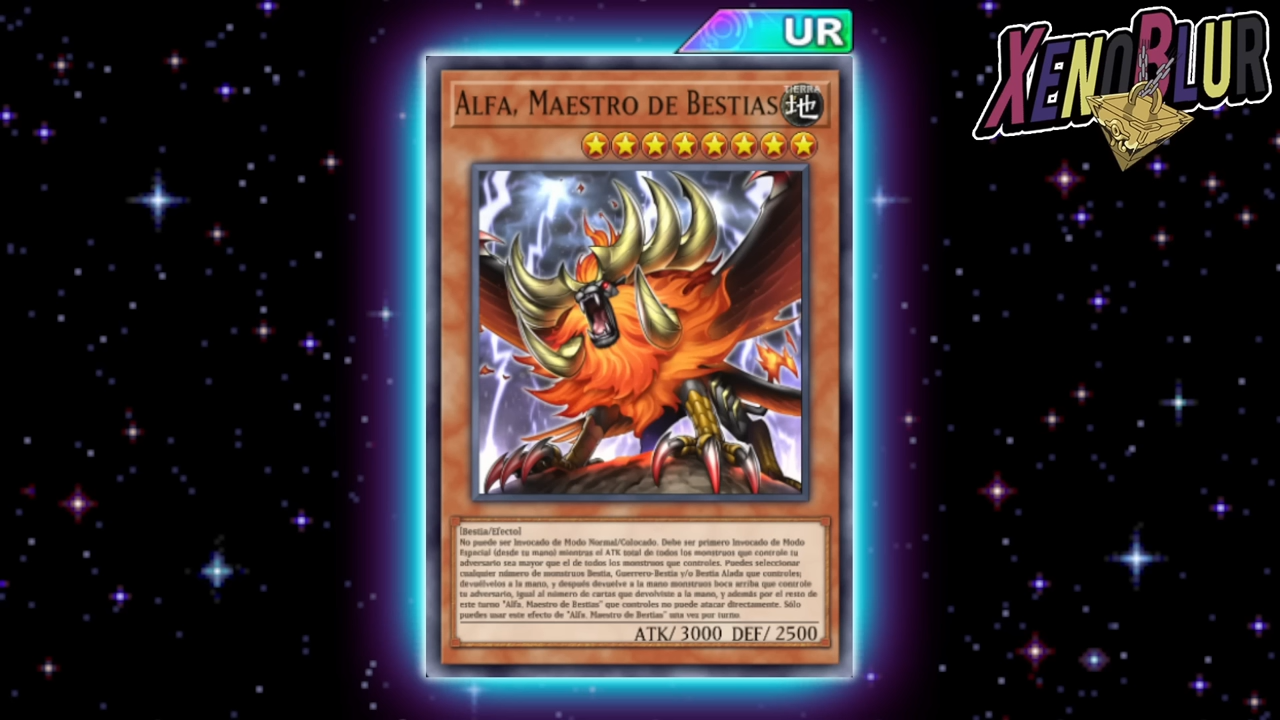 UR
XENOBLUR
ALFA, MAESTRO DE BESTIAS
TIERRA
地
[Bestia/Efecto]
No puede ser Invocado de Modo Normal/Colocado. Debe ser primero Invocado de Modo
Especial (desde tu mano) mientras el ATK total de todos los monstruos que controle tu
adversario sea mayor que el de todos los monstruos que controles. Puedes seleccionar
cualquier número de monstruos Bestia, Guerrero-Bestia y/o Bestia Alada que controles;
devuélvelos a la mano, y después devuelve a la mano monstruos boca arriba que controle
tu adversario, igual al número de cartas que devolviste a la mano, y además por el resto de
este turno "Alfa, Maestro de Bestias" que controles no puede atacar directamente. Sólo
puedes usar este efecto de "Alfa, Maestro de Bestias" una vez por turno.
ATK/ 3000 DEF/ 2500